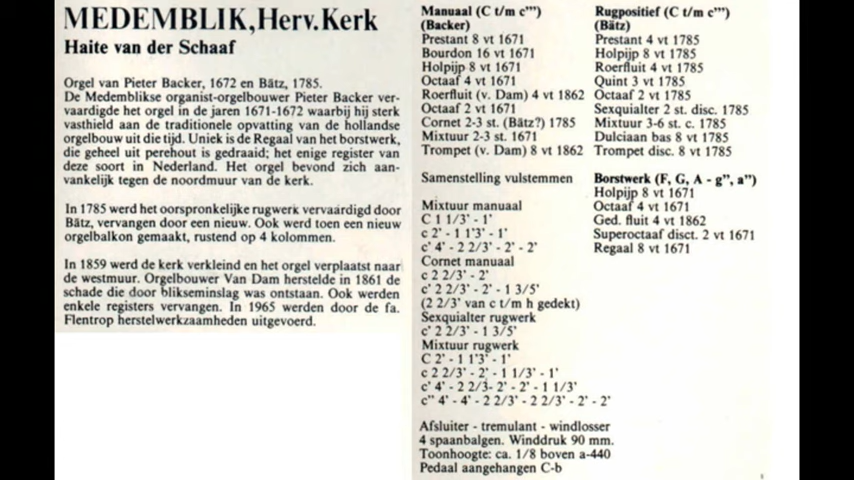 MEDEMBLIK, Herv. Kerk
Haite van der Schaaf
Orgel van Pieter Backer, 1672 en Bätz, 1785.
De Medemblikse organist-orgelbouwer Pieter Backer ver-
vaardigde het orgel in de jaren 1671-1672 waarbij hij sterk
vasthield aan de traditionele opvatting van de hollandse
orgelbouw uit die tijd. Uniek is de Regaal van het borstwerk,
die geheel uit perehout is gedraaid; het enige register van
deze soort in Nederland. Het orgel bevond zich aan-
vankelijk tegen de noordmuur van de kerk.
In 1785 werd het oorspronkelijke rugwerk vervaardigd door
Bätz, vervangen door een nieuw. Ook werd toen een nieuw
orgelbalkon gemaakt, rustend op 4 kolommen.
In 1859 werd de kerk verkleind en het orgel verplaatst naar
de westmuur. Orgelbouwer Van Dam herstelde in 1861 de
schade die door blikseminslag was ontstaan. Ook werden
enkele registers vervangen. In 1965 werden door de fa.
Flentrop herstelwerkzaamheden uitgevoerd.
Manuaal (C t/m c''')
(Backer)
Prestant 8 vt 1671
Bourdon 16 vt 1671
Holpijp 8 vt 1671
Octaaf 4 vt 1671
Roerfluit (v. Dam) 4 vt 1862
Octaaf 2 vt 1671
Cornet 2-3 st. (Bätz?) 1785
Mixtuur 2-3 st. 1671
Trompet (v. Dam) 8 vt 1862
Samenstelling vulstemmen
Mixtuur manuaal
C 1 1/3' - 1'
c 2' - 1 1'3' - 1'
c' 4' - 2 2/3' - 2' - 2'
Cornet manuaal
c 2 2/3' - 2'
c' 2 2/3' - 2' - 1 3/5'
(2 2/3' van c t/m h gedekt)
Sexquialter rugwerk
c' 2 2/3' - 1 3/5'
Mixtuur rugwerk
C 2' - 1 1'3' - 1'
c 2 2/3' - 2' - 1 1/3' - 1'
c' 4' - 2 2/3- 2' - 2' - 1 1/3'
c'' 4' - 4' - 2 2/3' - 2 2/3' - 2' - 2'
Afsluiter - tremulant - windlosser
4 spaanbalgen. Winddruk 90 mm.
Toonhoogte: ca. 1/8 boven a-440
Pedaal aangehangen C-b
Rugpositief (C t/m c''')
(Bätz)
Prestant 4 vt 1785
Holpijp 8 vt 1785
Roerfluit 4 vt 1785
Quint 3 vt 1785
Octaaf 2 vt 1785
Sexquialter 2 st. disc. 1785
Mixtuur 3-6 st. c. 1785
Dulciaan bas 8 vt 1785
Trompet disc. 8 vt 1785
Borstwerk (F, G, A - g'', a'')
Holpijp 8 vt 1671
Octaaf 4 vt 1671
Ged. fluit 4 vt 1862
Superoctaaf disct. 2 vt 1671
Regaal 8 vt 1671